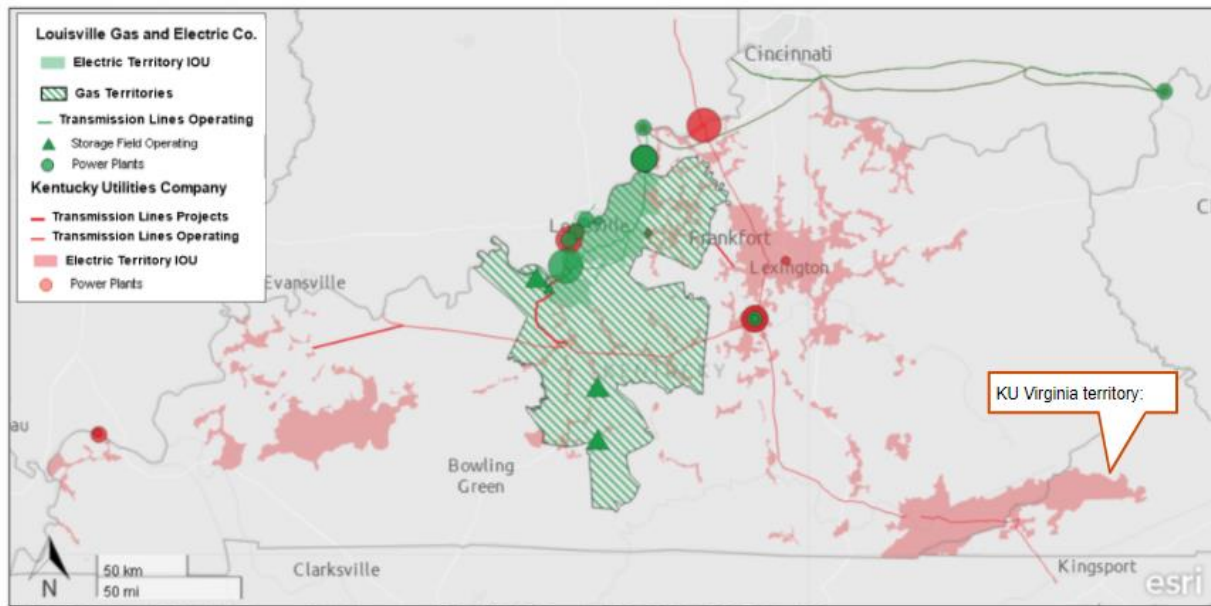 Louisville Gas and Electric Co.
Electric Territory IOU
Gas Territories
Transmission Lines Operating
Storage Field Operating
Power Plants
Kentucky Utilities Company
Transmission Lines Projects
Transmission Lines Operating
Electric Territory IOU
Power Plants
Cincinnati
Frankfort
Lexington
Evansville
KU Virginia territory:
au
Bowling
Green
50 km
50 mi
N
Clarksville
Kingsport
esri